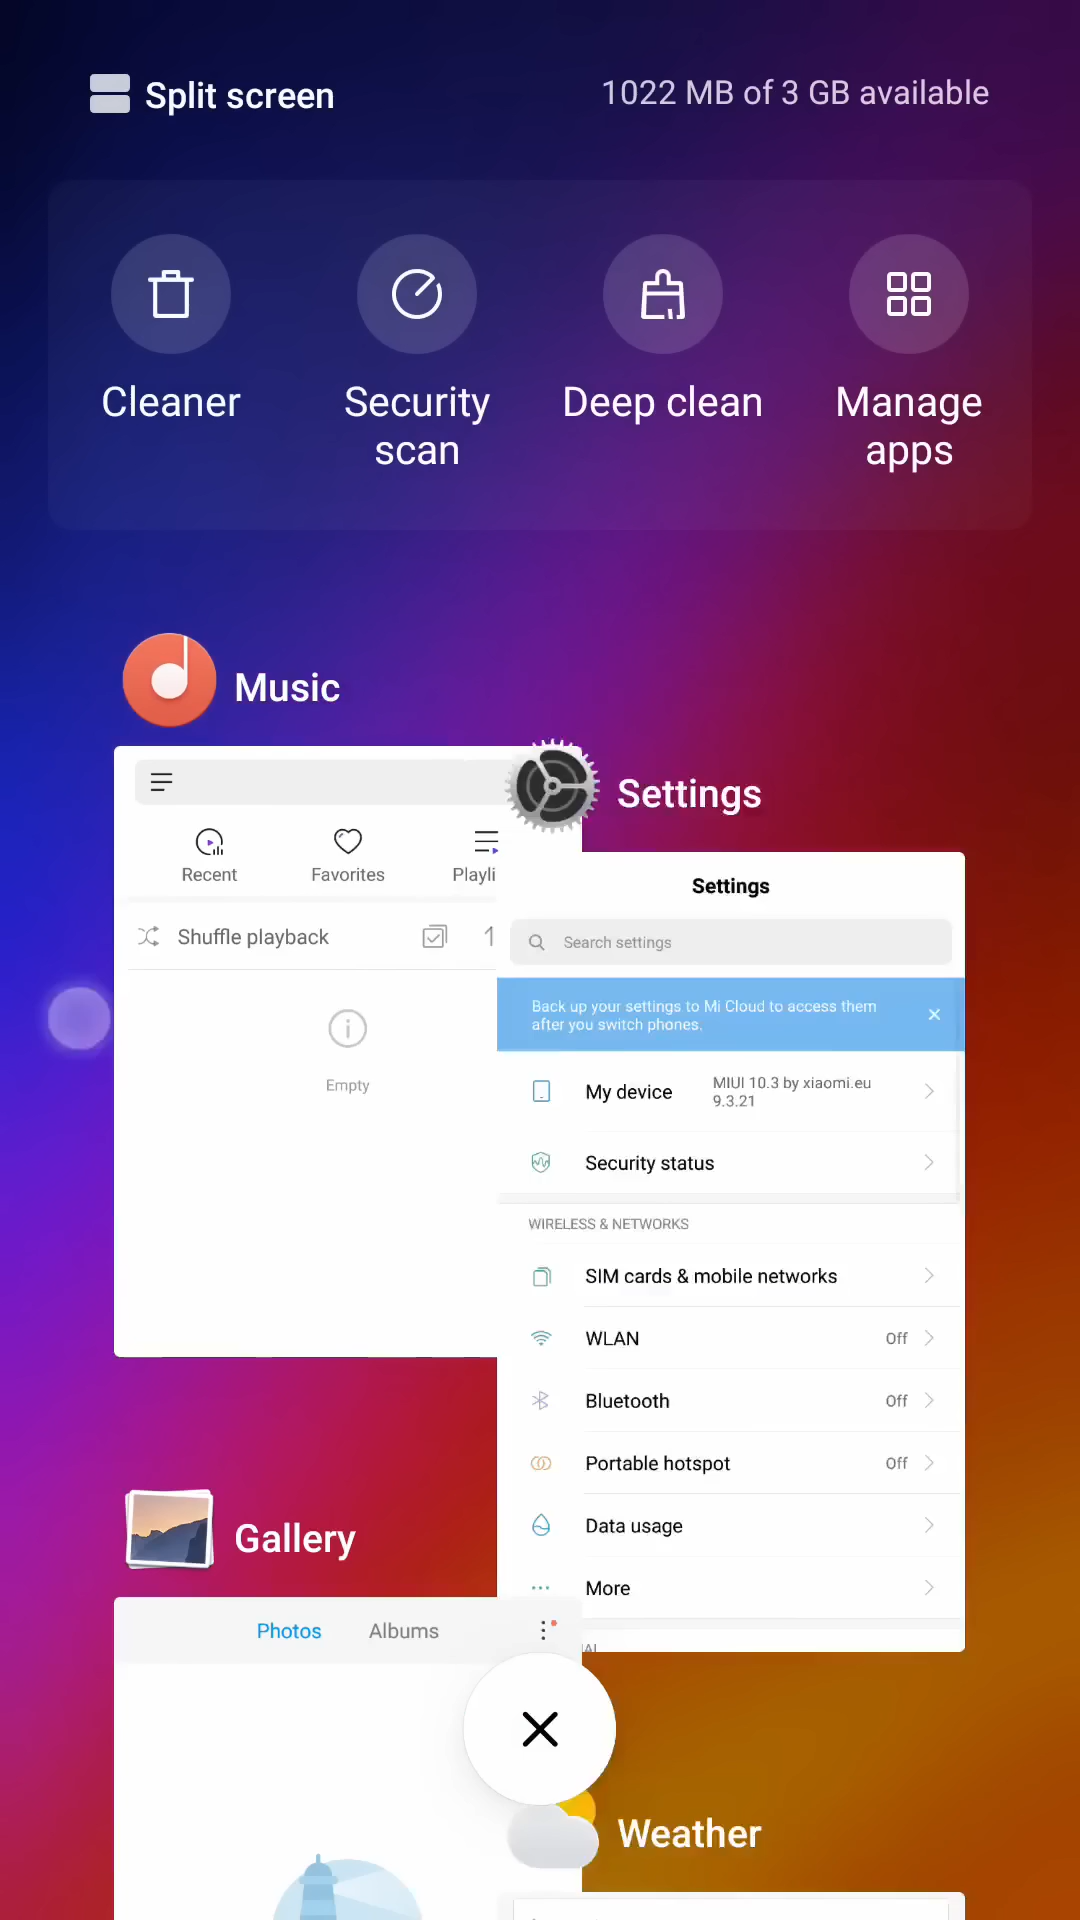 Split screen
1022 MB of 3 GB available
Cleaner
Security
scan
Deep clean
Manage
apps
Music
Recent
Favorites
Playli
Shuffle playback
1
Empty
Settings
Settings
Search settings
Back up your settings to Mi Cloud to access them
after you switch phones.
My device
MIUI 10.3 by xiaomi.eu
9.3.21
Security status
WIRELESS & NETWORKS
SIM cards & mobile networks
WLAN
Off
Bluetooth
Off
Portable hotspot
Off
Data usage
More
Gallery
Photos
Albums
Weather